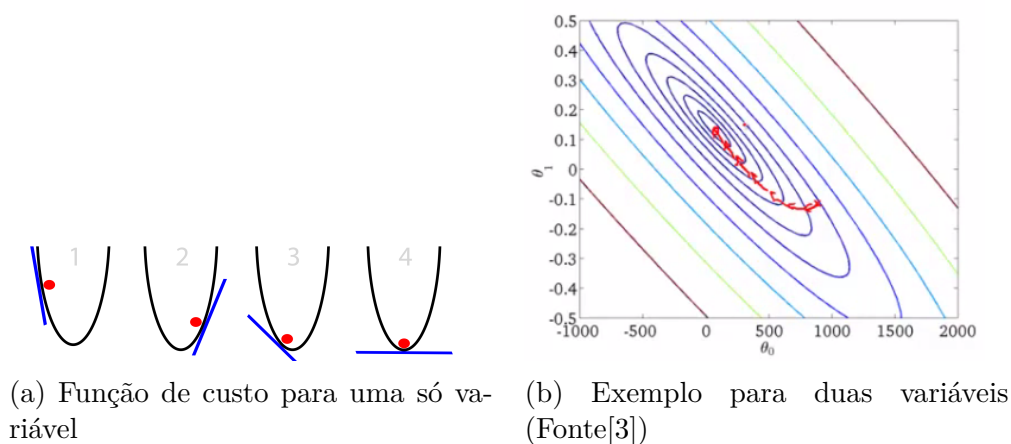 1 2 3 4
0.5
0.4
0.3
0.2
0.1
0
-0.1
-0.2
-0.3
-0.4
-0.5
θ1
-1000 -500 0 500 1000 1500 2000
θ0
(a) Função de custo para uma só va-
riável
(b) Exemplo para duas variáveis
(Fonte[3])